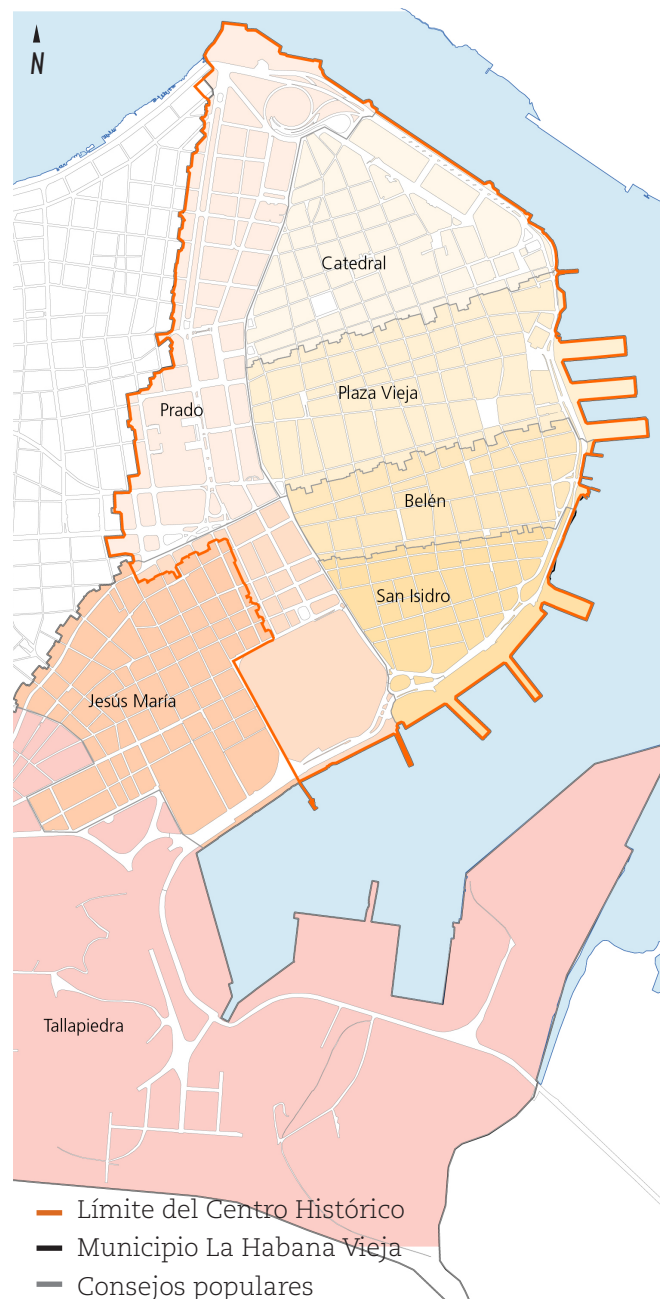 N
Catedral
Prado
Plaza Vieja
Belén
San Isidro
Jesús María
Tallapiedra
Límite del Centro Histórico
Municipio La Habana Vieja
Consejos populares